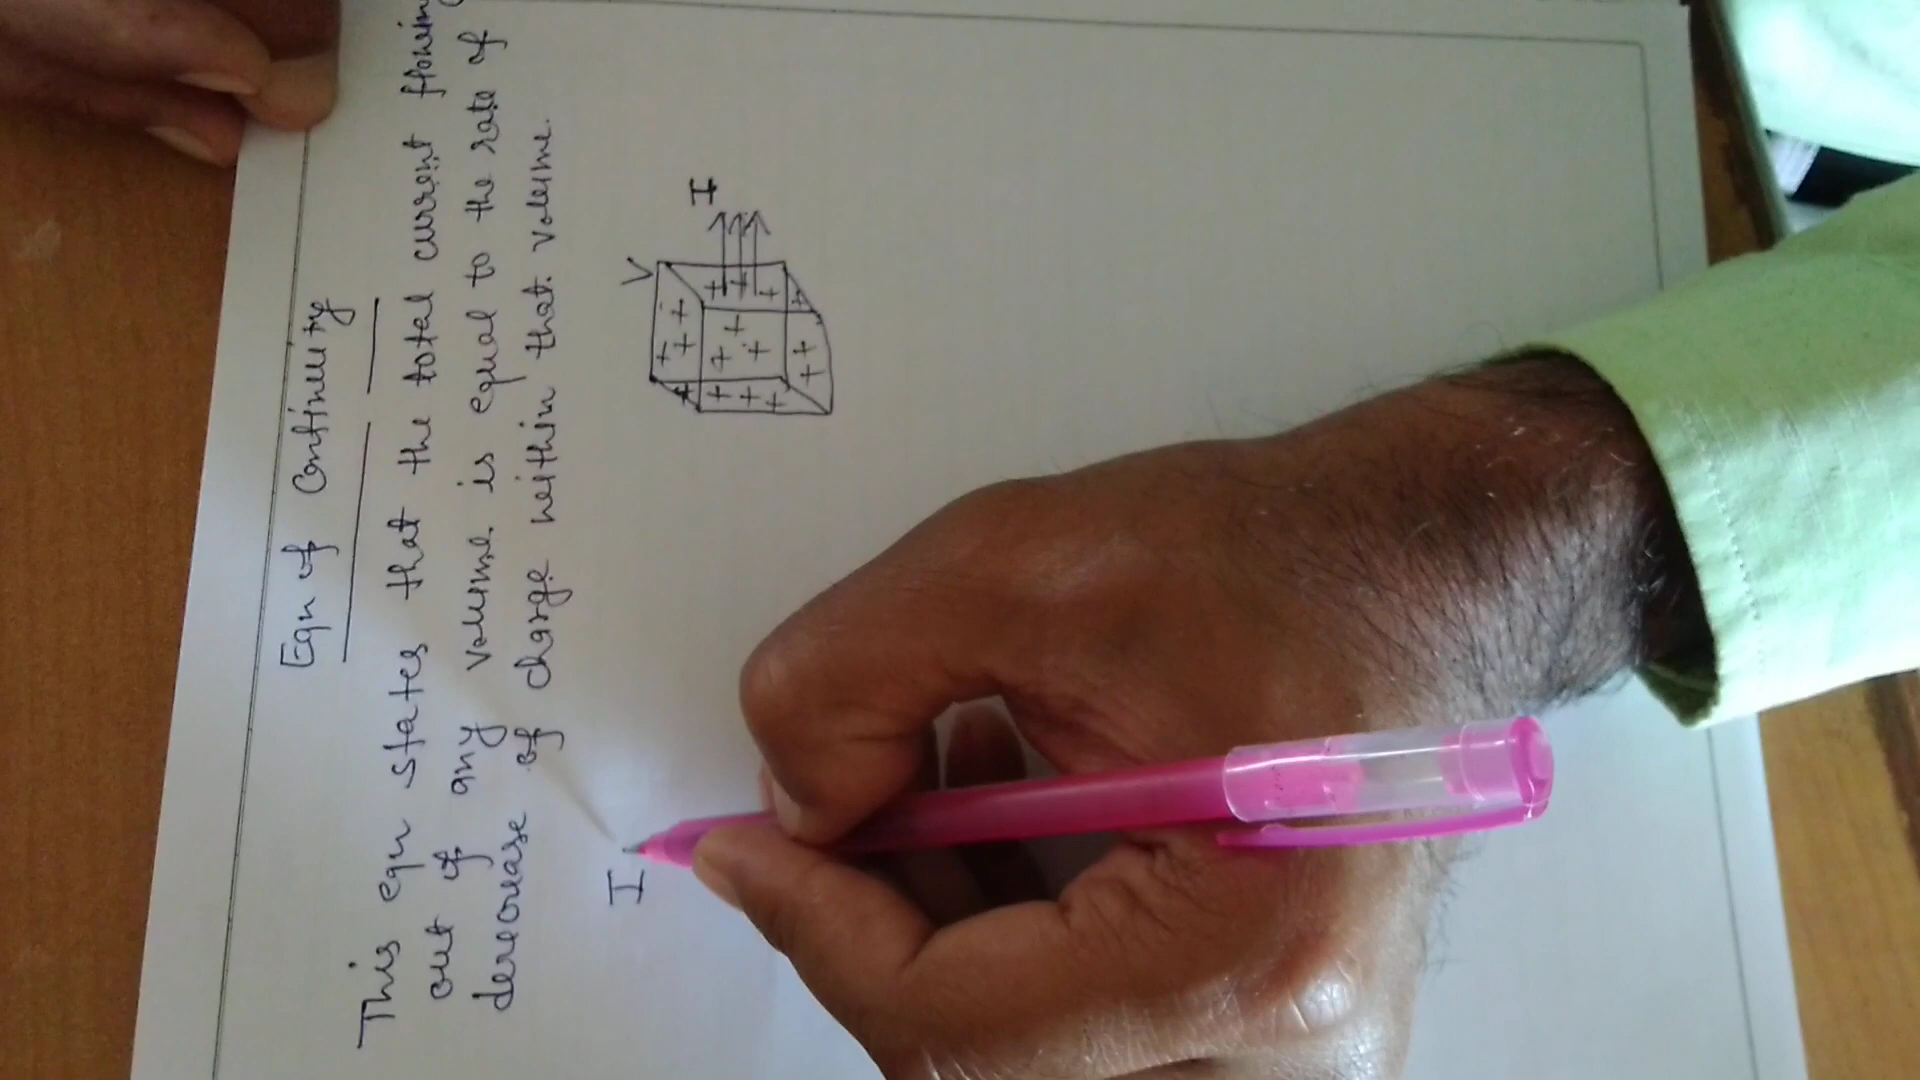 Eqn of Continuity
This eqn states that the total current flowing
out of any volume is equal to the rate of
derecrease of charge within that volume.
V
I
I